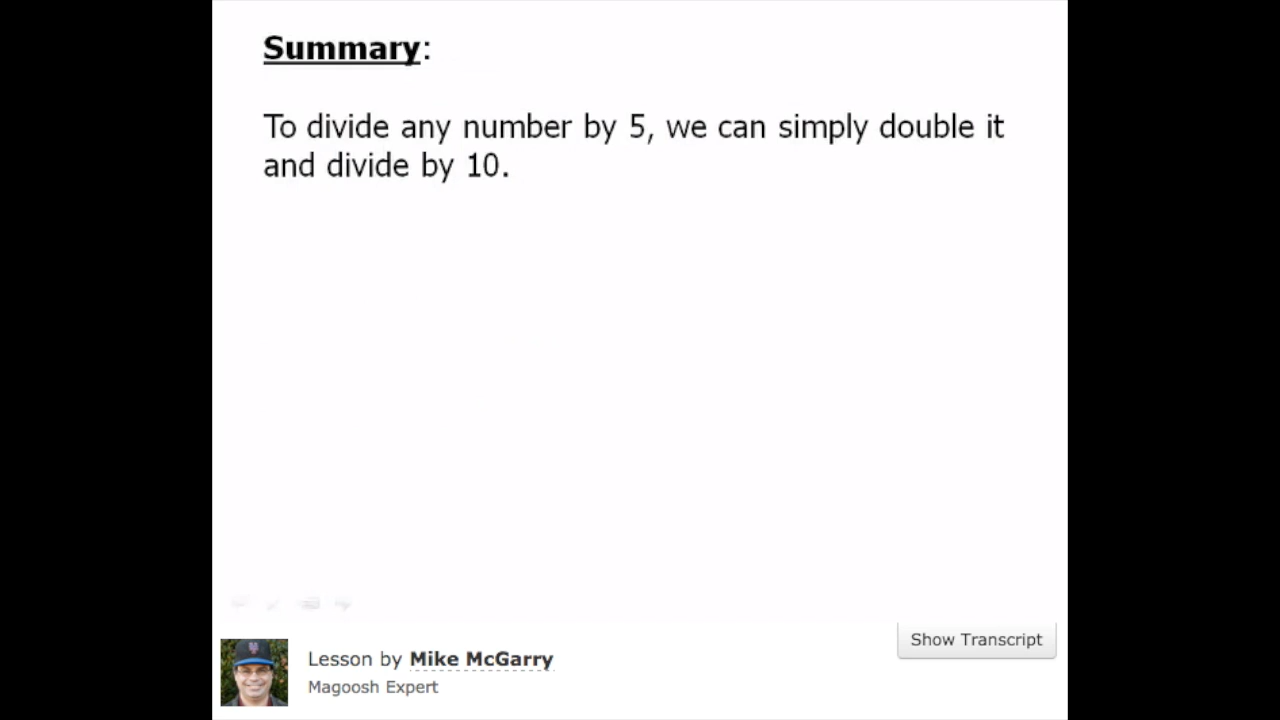 Summary:
To divide any number by 5, we can simply double it
and divide by 10.
Show Transcript
Lesson by Mike McGarry
Magoosh Expert